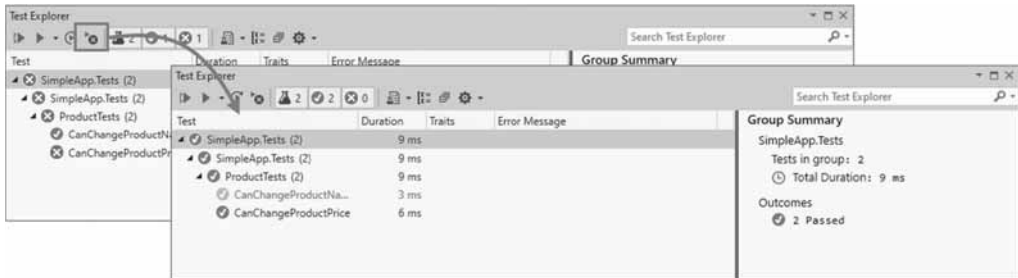 Test Explorer
2 1
Search Test Explorer
Test Duration Traits Error Message Group Summary
SimpleApp.Tests (2)
SimpleApp.Tests (2)
ProductTests (2)
CanChangeProductN
CanChangeProductPr
Test Explorer
2 2 0
Search Test Explorer
Test Duration Traits Error Message
SimpleApp.Tests (2) 9 ms
SimpleApp.Tests (2) 9 ms
ProductTests (2) 9 ms
CanChangeProductNa... 3 ms
CanChangeProductPrice 6 ms
Group Summary
SimpleApp.Tests
Tests in group: 2
Total Duration: 9 ms
Outcomes
2 Passed